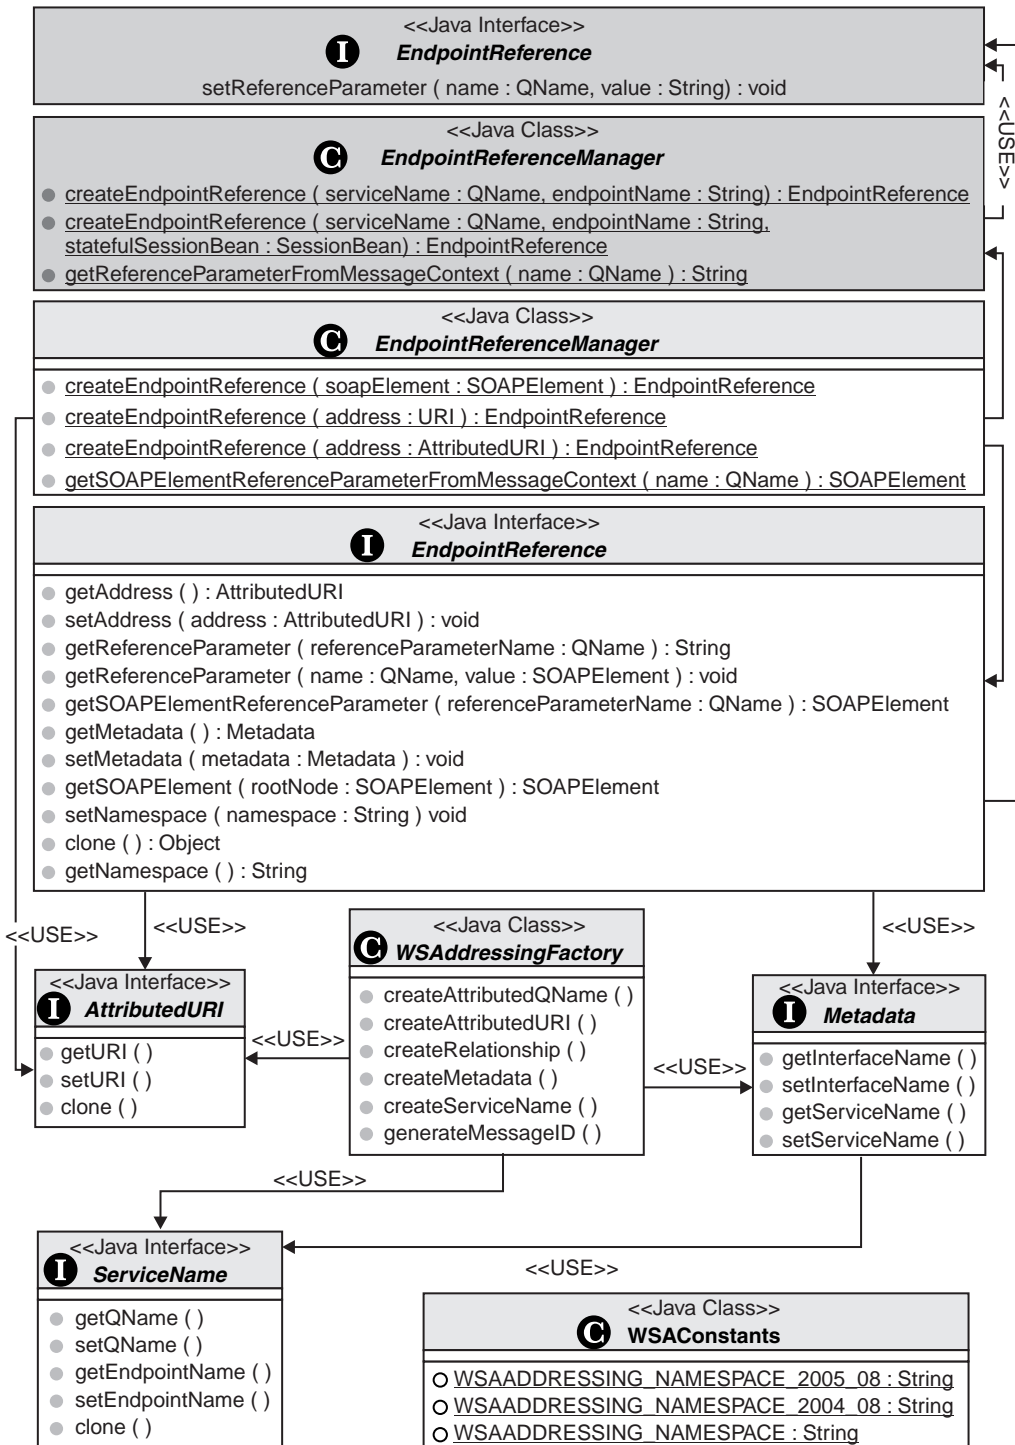 <<Java Interface>>
I EndpointReference
setReferenceParameter ( name : QName, value : String) : void
<<USE>>
<<Java Class>>
C EndpointReferenceManager
createEndpointReference ( serviceName : QName, endpointName : String) : EndpointReference
createEndpointReference ( serviceName : QName, endpointName : String,
statefulSessionBean : SessionBean) : EndpointReference
getReferenceParameterFromMessageContext ( name : QName ) : String
<<Java Class>>
C EndpointReferenceManager
createEndpointReference ( soapElement : SOAPElement ) : EndpointReference
createEndpointReference ( address : URI ) : EndpointReference
createEndpointReference ( address : AttributedURI ) : EndpointReference
getSOAPElementReferenceParameterFromMessageContext ( name : QName ) : SOAPElement
<<Java Interface>>
I EndpointReference
getAddress ( ) : AttributedURI
setAddress ( address : AttributedURI ) : void
getReferenceParameter ( referenceParameterName : QName ) : String
getReferenceParameter ( name : QName, value : SOAPElement ) : void
getSOAPElementReferenceParameter ( referenceParameterName : QName ) : SOAPElement
getMetadata ( ) : Metadata
setMetadata ( metadata : Metadata ) : void
getSOAPElement ( rootNode : SOAPElement ) : SOAPElement
setNamespace ( namespace : String ) void
clone ( ) : Object
getNamespace ( ) : String
<<USE>>
<<USE>>
<<USE>>
<<Java Class>>
C WSAddressingFactory
createAttributedQName ( )
createAttributedURI ( )
createRelationship ( )
createMetadata ( )
createServiceName ( )
generateMessageID ( )
<<Java Interface>>
I AttributedURI
getURI ( )
setURI ( )
clone ( )
<<USE>>
<<USE>>
<<Java Interface>>
I Metadata
getInterfaceName ( )
setInterfaceName ( )
getServiceName ( )
setServiceName ( )
<<USE>>
<<USE>>
<<Java Interface>>
I ServiceName
getQName ( )
setQName ( )
getEndpointName ( )
setEndpointName ( )
clone ( )
<<Java Class>>
C WSAConstants
WSAADDRESSING_NAMESPACE_2005_08 : String
WSAADDRESSING_NAMESPACE_2004_08 : String
WSAADDRESSING_NAMESPACE : String